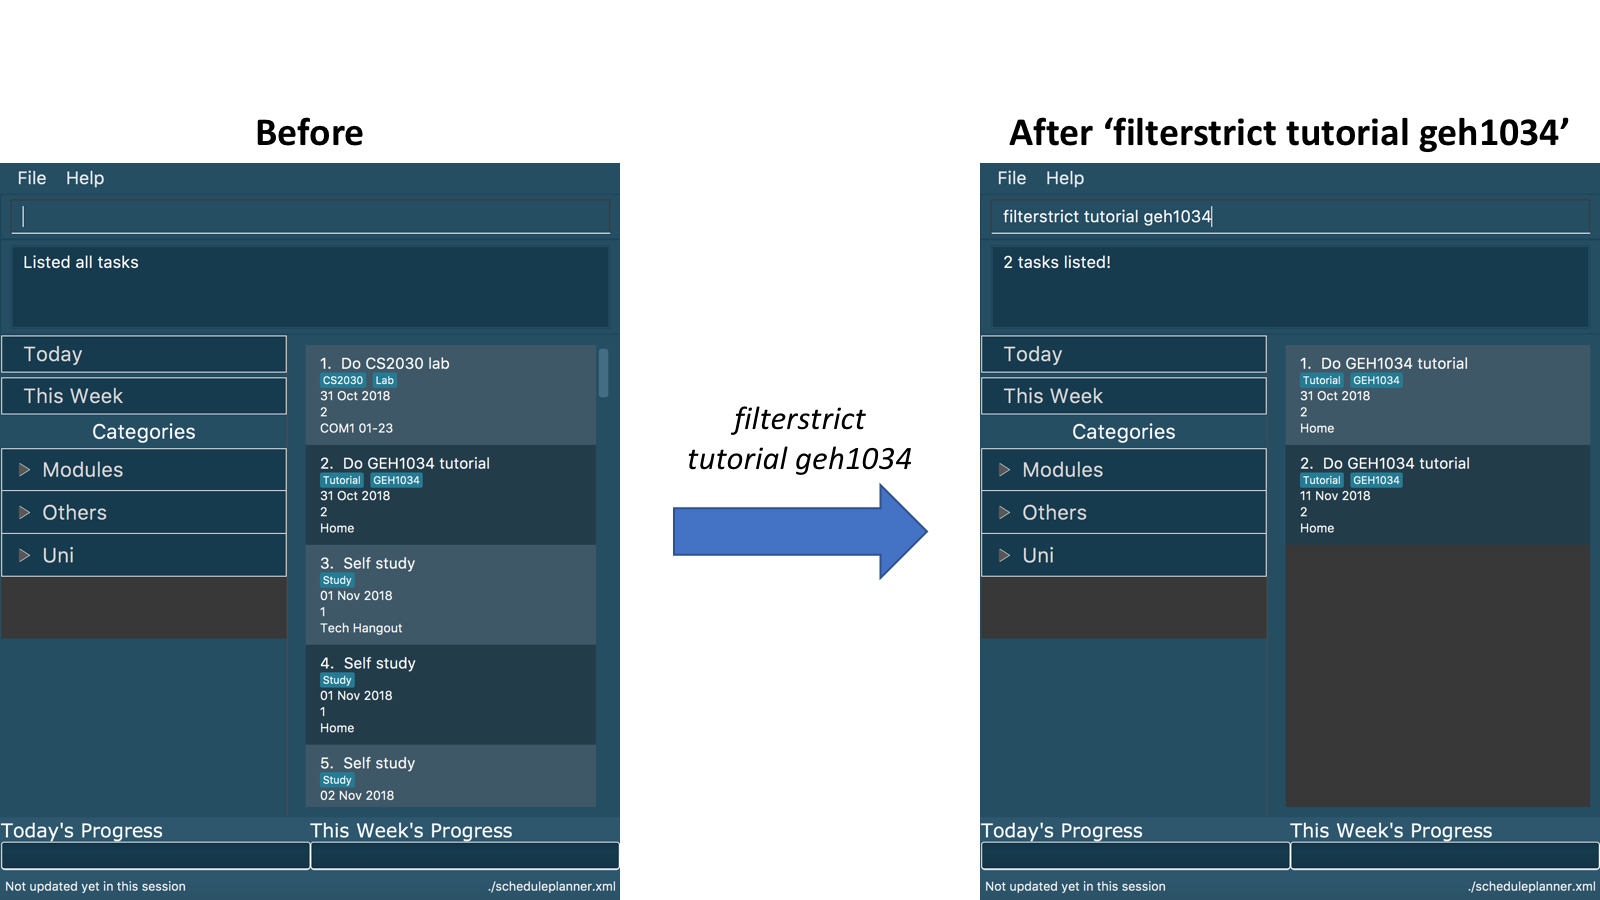 Before
File Help
Listed all tasks
Today
This Week
Categories
Modules
Others
Uni
1. Do CS2030 lab
CS2030 Lab
31 Oct 2018
2
COM1 01-23
2. Do GEH1034 tutorial
Tutorial GEH1034
31 Oct 2018
2
Home
3. Self study
Study
01 Nov 2018
1
Tech Hangout
4. Self study
Study
01 Nov 2018
1
Home
5. Self study
Study
02 Nov 2018
Today's Progress
This Week's Progress
Not updated yet in this session
./scheduleplanner.xml
filterstrict
tutorial geh1034
After ‘filterstrict tutorial geh1034’
File Help
filterstrict tutorial geh1034
2 tasks listed!
Today
This Week
Categories
Modules
Others
Uni
1. Do GEH1034 tutorial
Tutorial GEH1034
31 Oct 2018
2
Home
2. Do GEH1034 tutorial
Tutorial GEH1034
11 Nov 2018
2
Home
Today's Progress
This Week's Progress
Not updated yet in this session
./scheduleplanner.xml